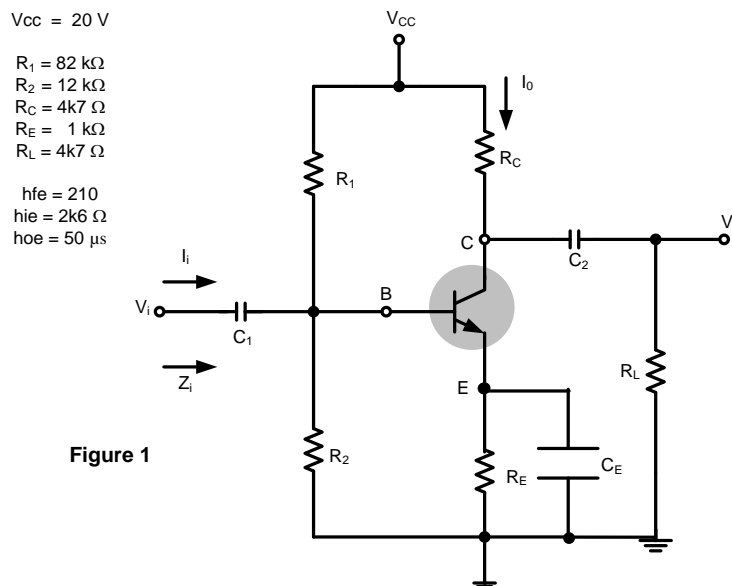 Vcc = 20 V
R1 = 82 kΩ
R2 = 12 kΩ
RC = 4k7 Ω
RE = 1 kΩ
RL = 4k7 Ω
hfe = 210
hie = 2k6 Ω
hoe = 50 μs
VCC
I0
R1
RC
Ii
C
C2
V
B
Vi
C1
Zi
E
RL
Figure 1
R2
RE
CE